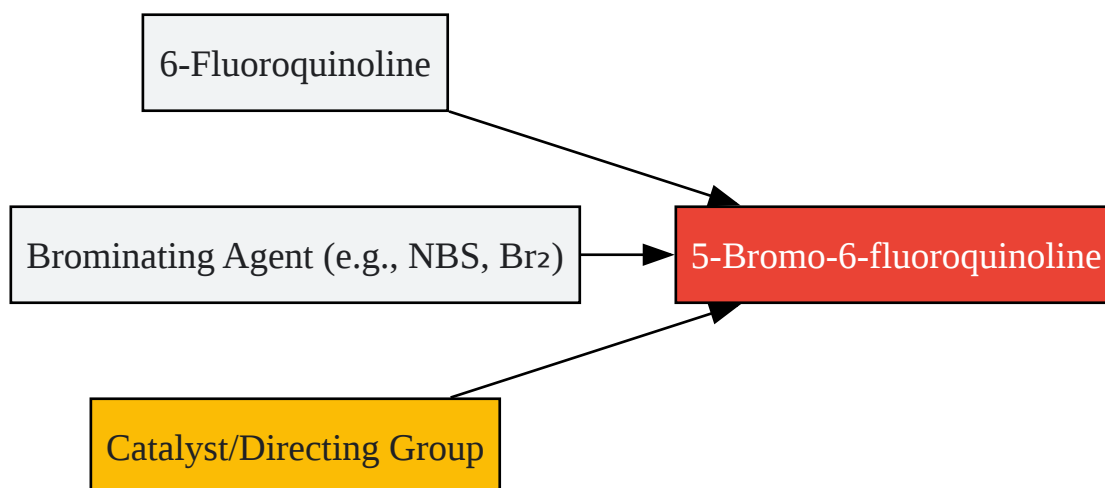 6-Fluoroquinoline
Brominating Agent (e.g., NBS, Br₂)
5-Bromo-6-fluoroquinoline
Catalyst/Directing Group